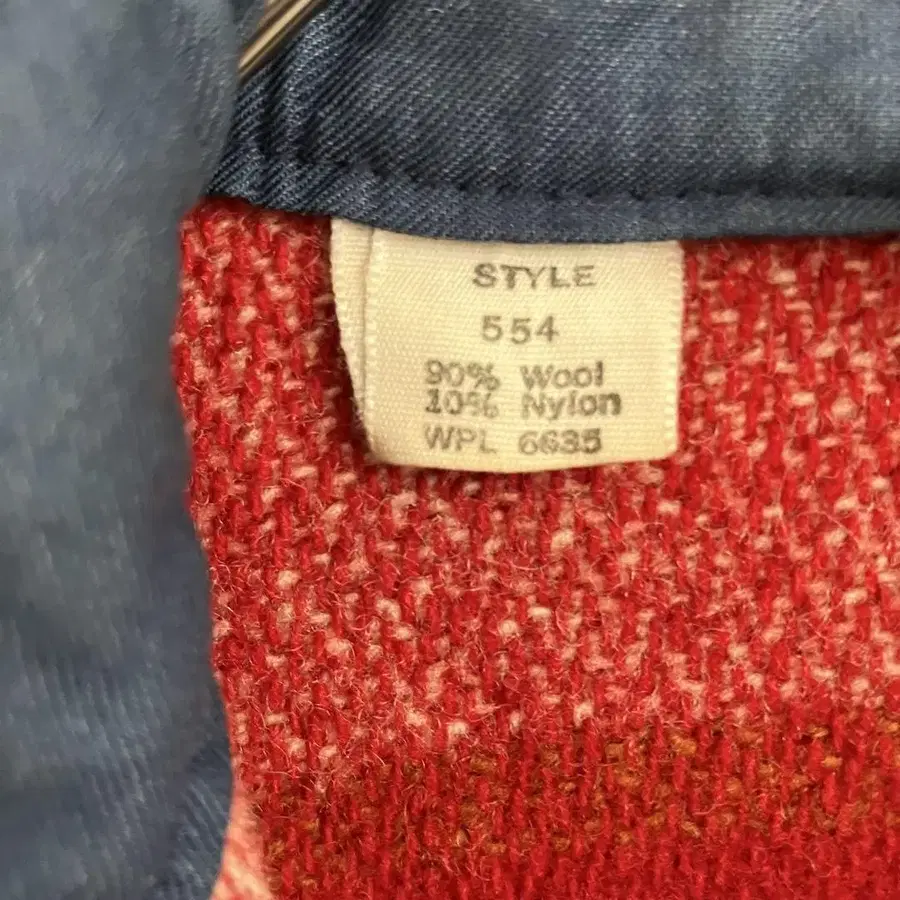 STYLE
554
90% Wool
10% Nylon
WPL 6635